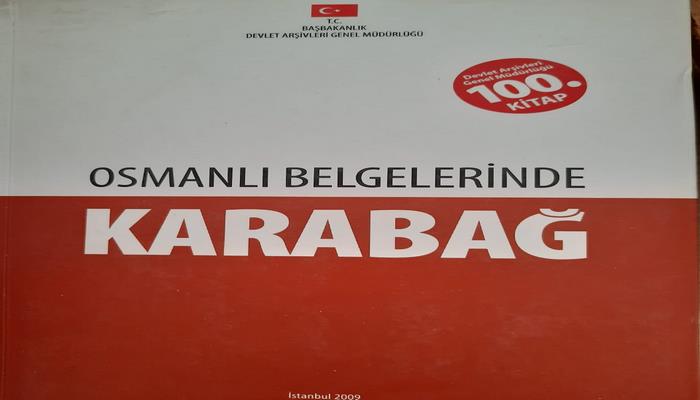 T.C.
BAŞBAKANLIK
DEVLET ARŞİVLERİ GENEL MÜDÜRLÜĞÜ
Devlet Arşivleri
Genel Müdürlüğü
100.
KİTAP
OSMANLI BELGELERİNDE
KARABAĞ
İstanbul 2009